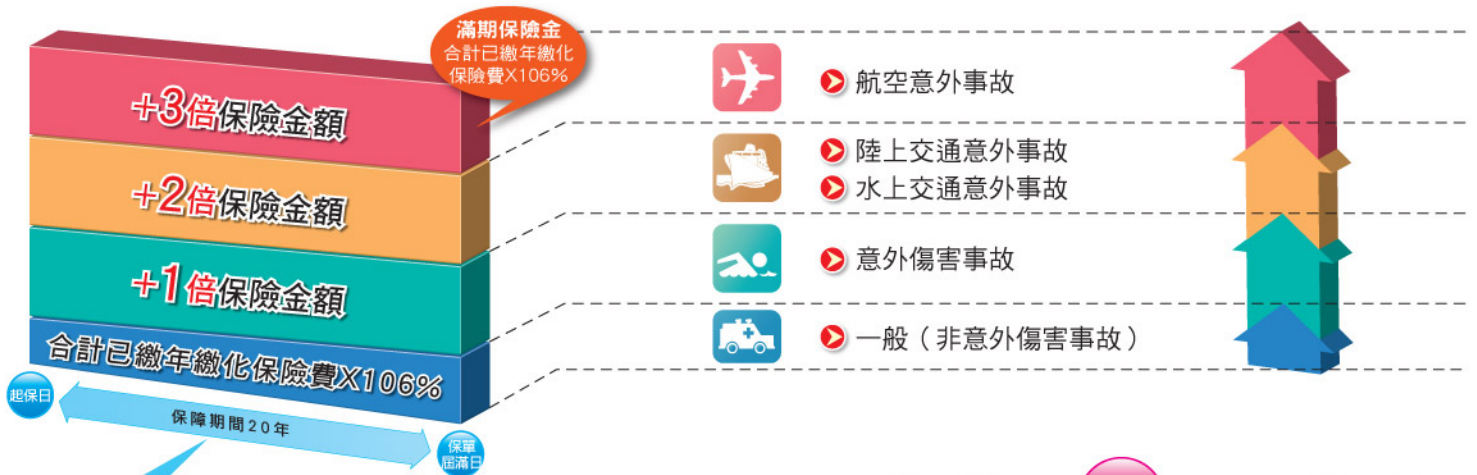 滿期保險金
合計已繳年繳化
保險費X106%
+3倍保險金額
+2倍保險金額
+1倍保險金額
合計已繳年繳化保險費X106%
起保日
保障期間20年
保單
屆滿日
航空意外事故
陸上交通意外事故
水上交通意外事故
意外傷害事故
一般（非意外傷害事故）